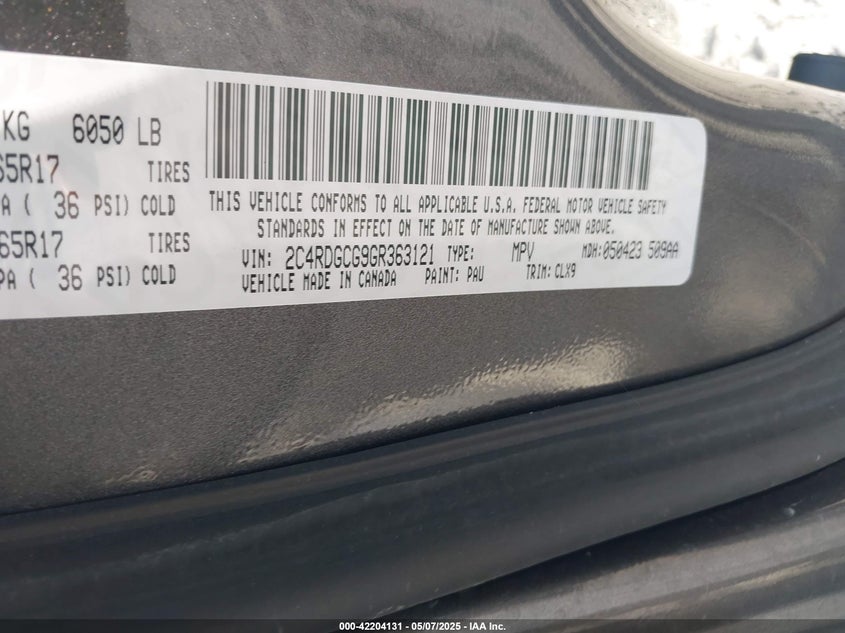 KG 6050 LB
65R17 TIRES
PA ( 36 PSI) COLD
65R17 TIRES
PA ( 36 PSI) COLD
THIS VEHICLE CONFORMS TO ALL APPLICABLE U.S.A. FEDERAL MOTOR VEHICLE SAFETY
STANDARDS IN EFFECT ON THE DATE OF MANUFACTURE SHOWN ABOVE.
VIN: 2C4RDGCG9GR363121 TYPE: MPV MDH: 050423 509AA
VEHICLE MADE IN CANADA PAINT: PAU TRIM: CLX9
000-42204131 - 05/07/2025 - IAA Inc.